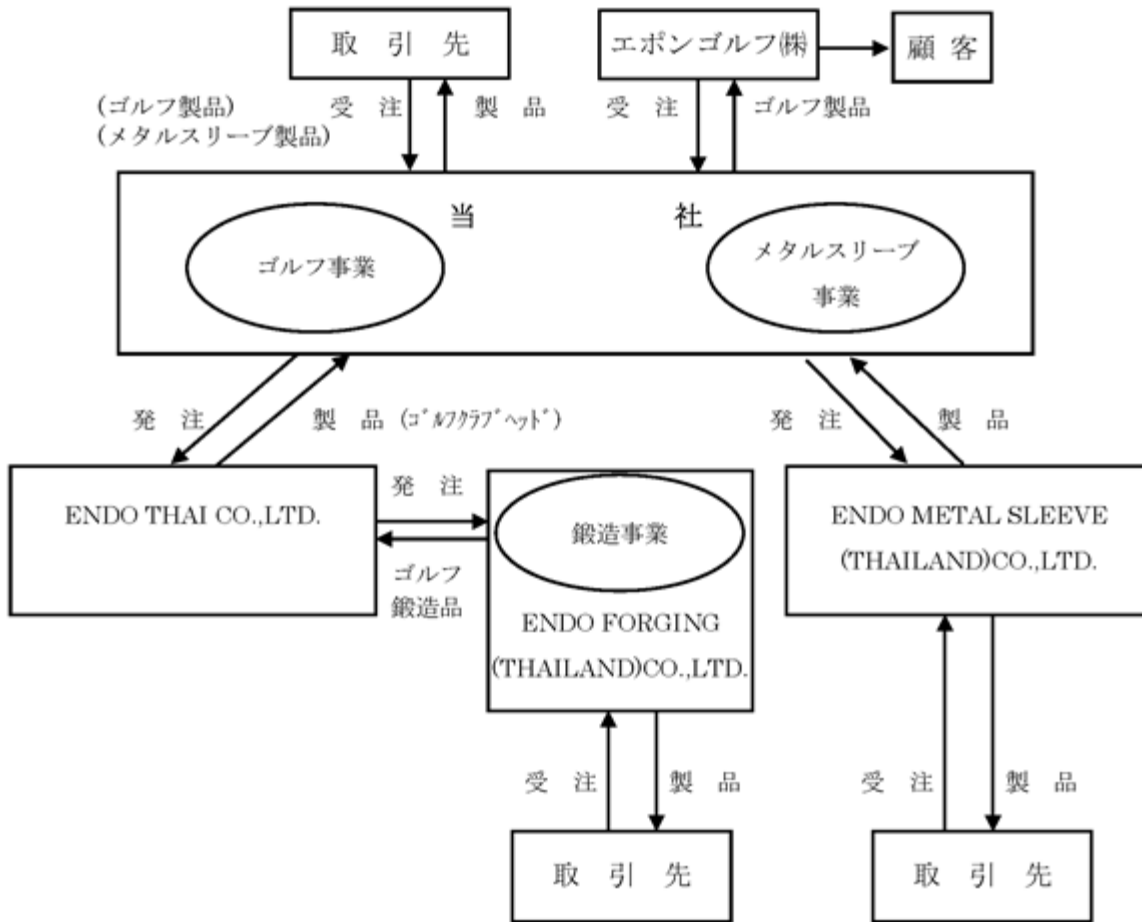 取 引 先
エポンゴルフ㈱
顧 客
(ゴルフ製品)
(メタルスリーブ製品)
受 注
製 品
受 注
ゴルフ製品
当 社
ゴルフ事業
メタルスリーブ
事業
発 注
製 品 (ｺﾞﾙﾌｸﾗﾌﾞﾍｯﾄﾞ)
発 注
製 品
ENDO THAI CO.,LTD.
発 注
ゴルフ
鍛造品
鍛造事業
ENDO FORGING
(THAILAND)CO.,LTD.
ENDO METAL SLEEVE
(THAILAND)CO.,LTD.
受 注
製 品
受 注
製 品
取 引 先
取 引 先